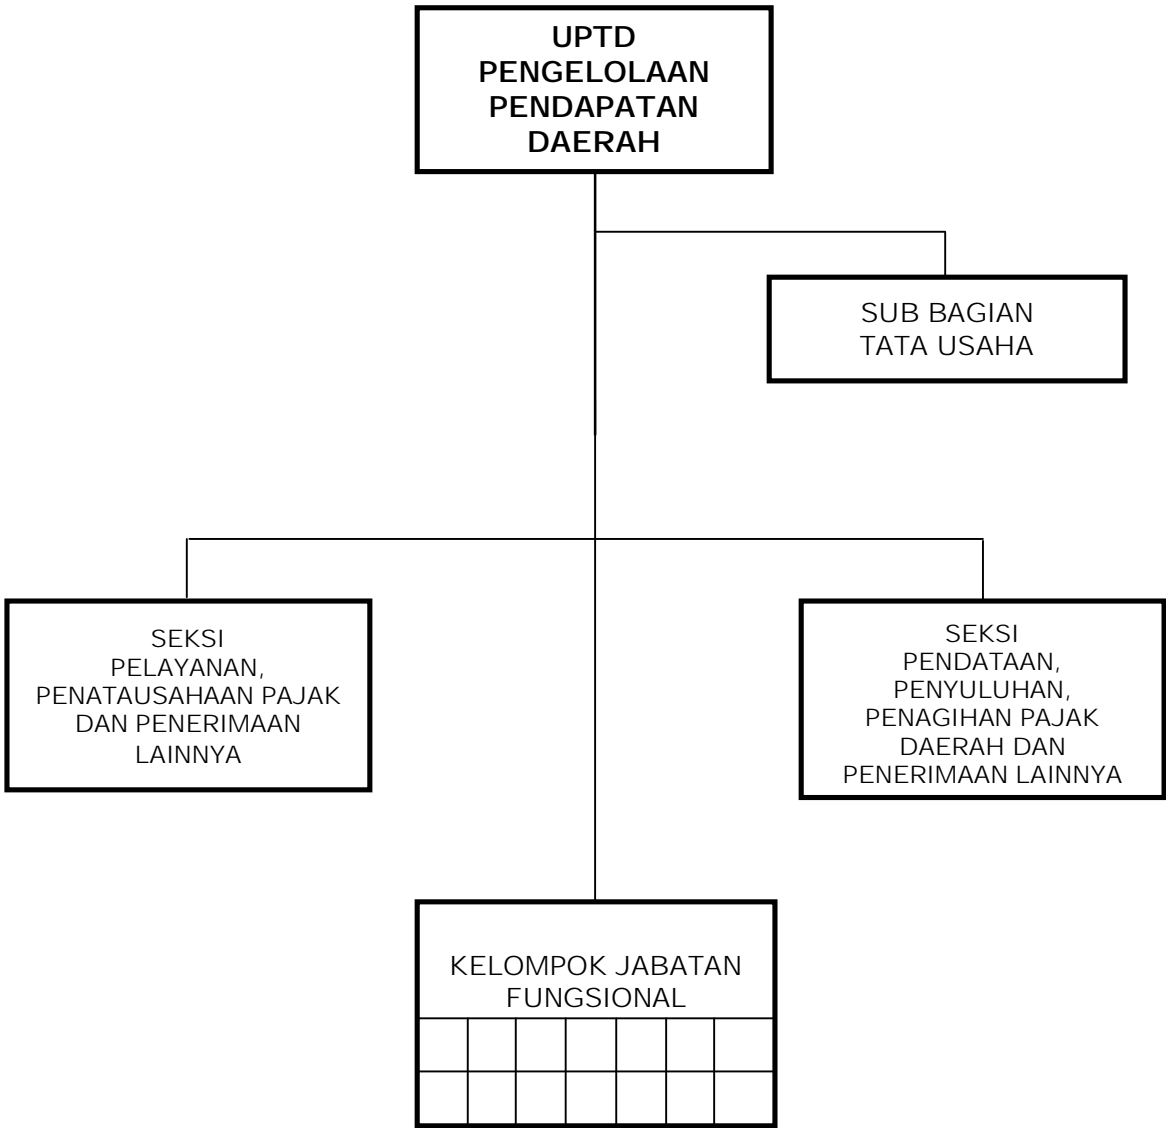 UPTD
PENGELOLAAN
PENDAPATAN
DAERAH
SUB BAGIAN
TATA USAHA
SEKSI
PELAYANAN,
PENATAUSAHAAN PAJAK
DAN PENERIMAAN
LAINNYA
SEKSI
PENDATAAN,
PENYULUHAN,
PENAGIHAN PAJAK
DAERAH DAN
PENERIMAAN LAINNYA
KELOMPOK JABATAN
FUNGSIONAL